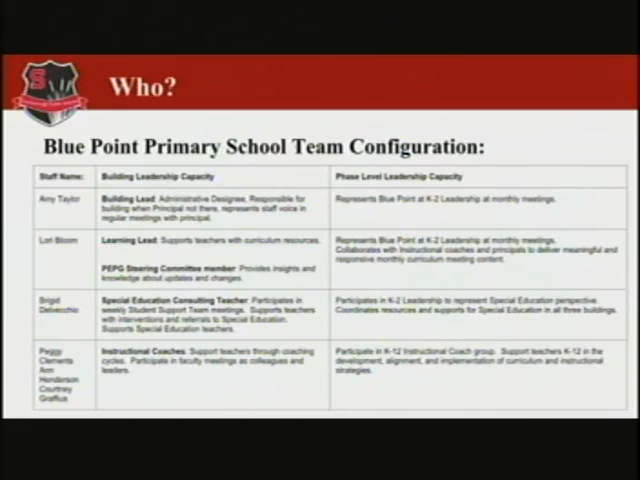 S
Who?
Blue Point Primary School Team Configuration:
Staff Name:
Building Leadership Capacity
Phase Level Leadership Capacity
Amy Taylor
Building Lead: Administrative Designee, Responsible for
building when Principal not there, represents staff voice in
regular meetings with principal.
Represents Blue Point at K-2 Leadership at monthly meetings.
Lori Bloom
Learning Lead: Supports teachers with curriculum resources.
PEPG Steering Committee member: Provides insights and
knowledge about updates and changes.
Represents Blue Point at K-2 Leadership at monthly meetings.
Collaborates with Instructional coaches and principals to deliver meaningful and
responsive monthly curriculum meeting content.
Brigid
Delvecchio
Special Education Consulting Teacher: Participates in
weekly Student Support Team meetings. Supports teachers
with interventions and referrals to Special Education.
Supports Special Education teachers.
Participates in K-2 Leadership to represent Special Education perspective.
Coordinates resources and supports for Special Education in all three buildings.
Peggy
Clements
Ann
Henderson
Courtney
Graffius
Instructional Coaches: Support teachers through coaching
cycles. Participate in faculty meetings as colleagues and
leaders.
Participate in K-12 Instructional Coach group. Support teachers K-12 in the
development, alignment, and implementation of curriculum and instructional
strategies.